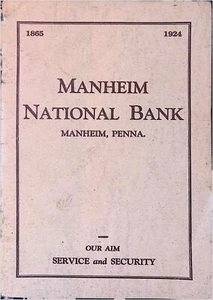 1865 1924
MANHEIM
NATIONAL BANK
MANHEIM, PENNA.
OUR AIM
SERVICE and SECURITY